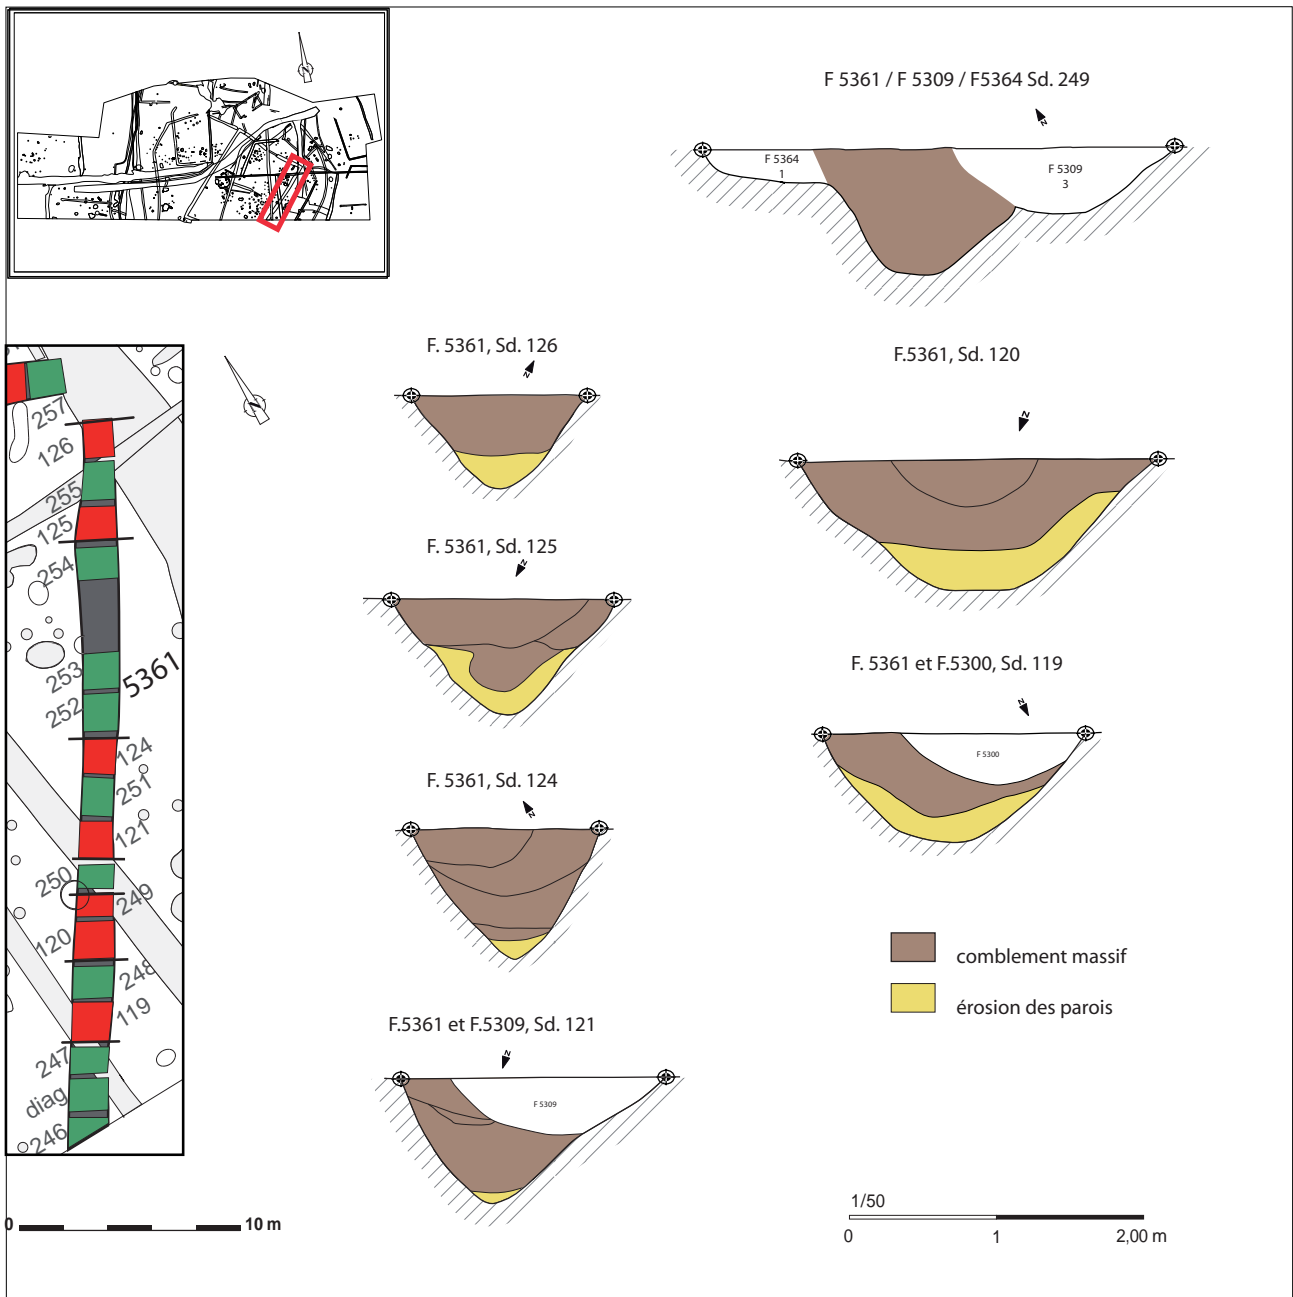 F 5361 / F 5309 / F5364 Sd. 249
N
N
F 5364
1
F 5309
3
F. 5361, Sd. 126
N
F.5361, Sd. 120
N
257
126
255
125
254
253
252
5361
124
251
121
250
249
120
248
119
247
diag
246
N
F. 5361, Sd. 125
N
F. 5361 et F.5300, Sd. 119
N
F 5300
F. 5361, Sd. 124
N
comblement massif
érosion des parois
F.5361 et F.5309, Sd. 121
N
F 5309
0 10 m
1/50
0 1 2,00 m